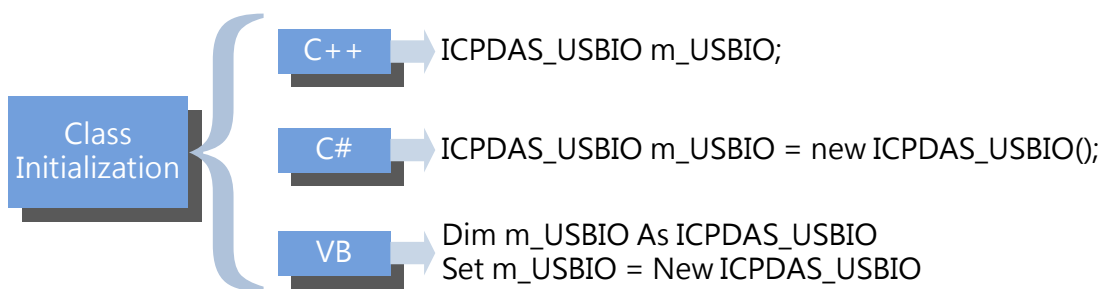 Class
Initialization
C++
ICPDAS_USBIO m_USBIO;
C#
ICPDAS_USBIO m_USBIO = new ICPDAS_USBIO();
VB
Dim m_USBIO As ICPDAS_USBIO
Set m_USBIO = New ICPDAS_USBIO